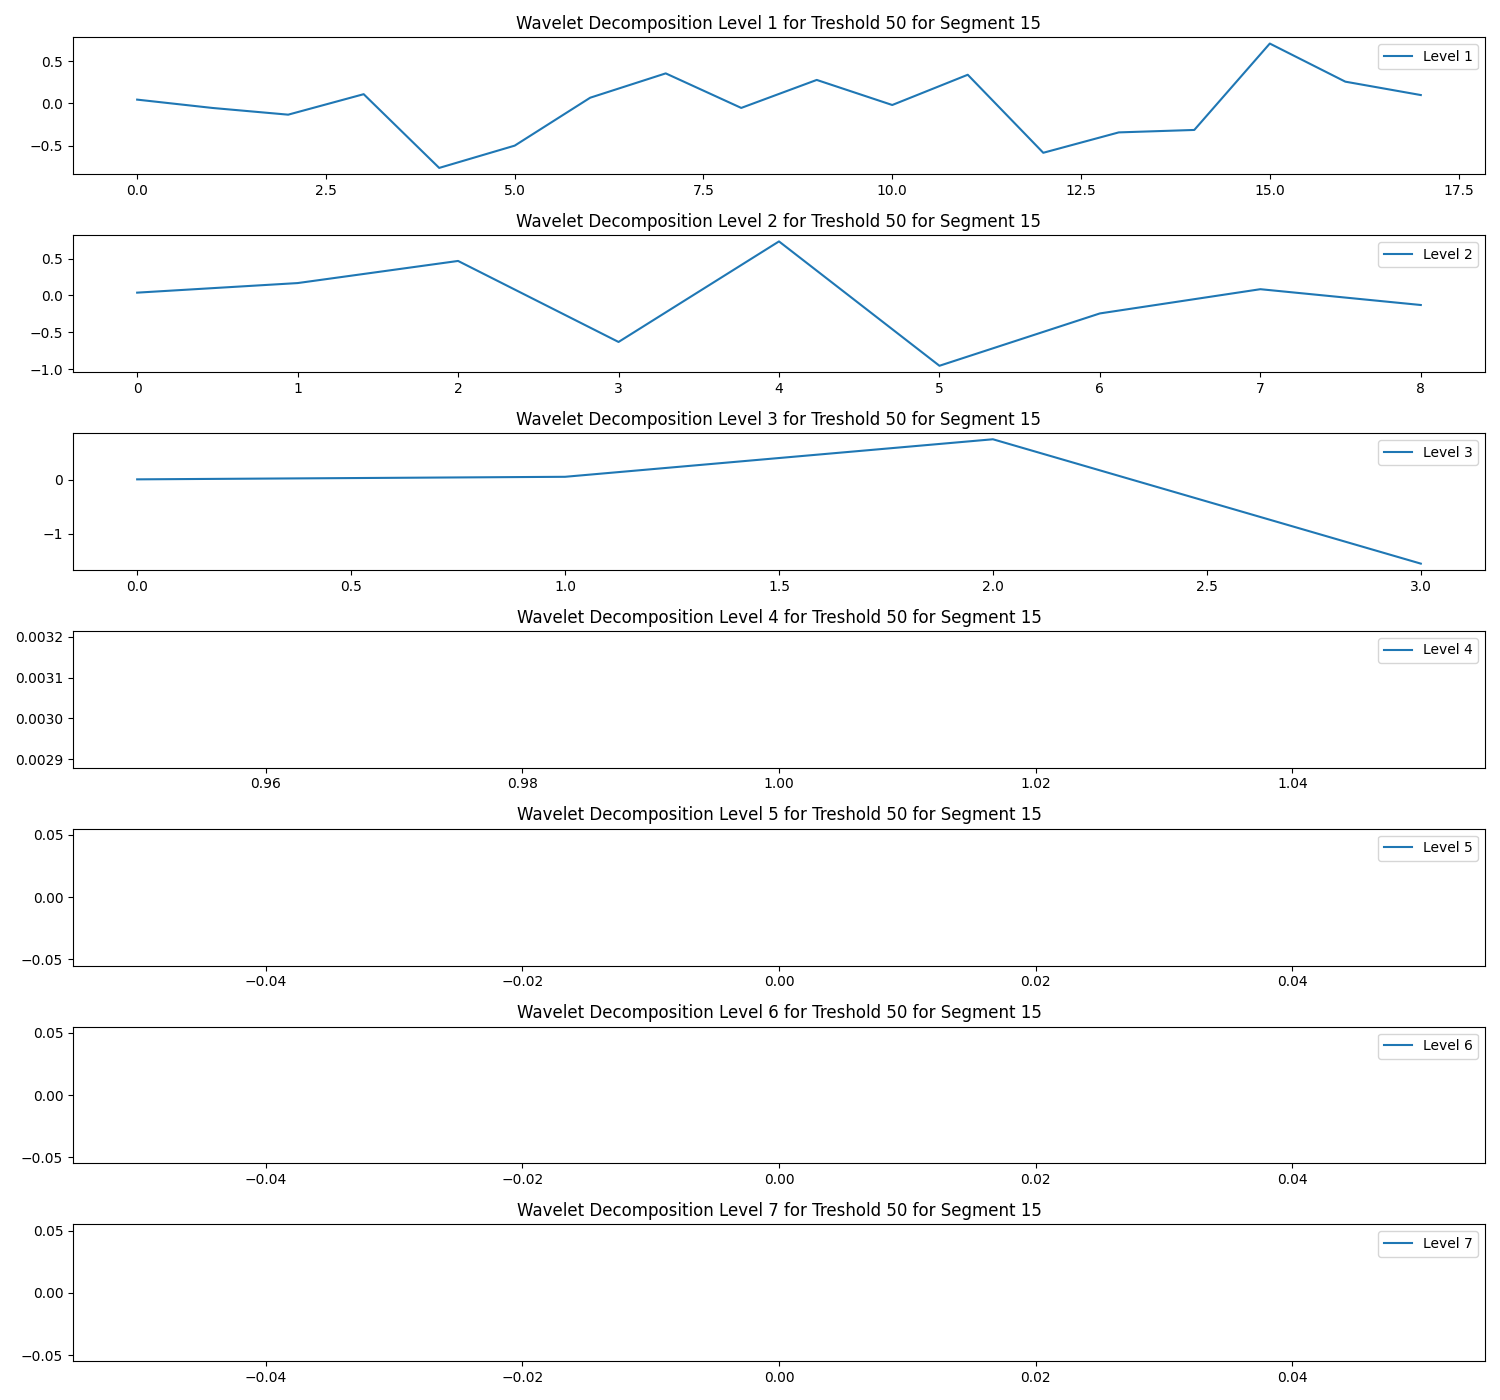 Wavelet Decomposition Level 1 for Treshold 50 for Segment 15
0.5
0.0
−0.5
Level 1
0.0 2.5 5.0 7.5 10.0 12.5 15.0 17.5
Wavelet Decomposition Level 2 for Treshold 50 for Segment 15
0.5
0.0
−0.5
−1.0
Level 2
0 1 2 3 4 5 6 7 8
Wavelet Decomposition Level 3 for Treshold 50 for Segment 15
0
−1
Level 3
0.0 0.5 1.0 1.5 2.0 2.5 3.0
Wavelet Decomposition Level 4 for Treshold 50 for Segment 15
0.0032
0.0031
0.0030
0.0029
Level 4
0.96 0.98 1.00 1.02 1.04
Wavelet Decomposition Level 5 for Treshold 50 for Segment 15
0.05
0.00
−0.05
Level 5
−0.04 −0.02 0.00 0.02 0.04
Wavelet Decomposition Level 6 for Treshold 50 for Segment 15
0.05
0.00
−0.05
Level 6
−0.04 −0.02 0.00 0.02 0.04
Wavelet Decomposition Level 7 for Treshold 50 for Segment 15
0.05
0.00
−0.05
Level 7
−0.04 −0.02 0.00 0.02 0.04